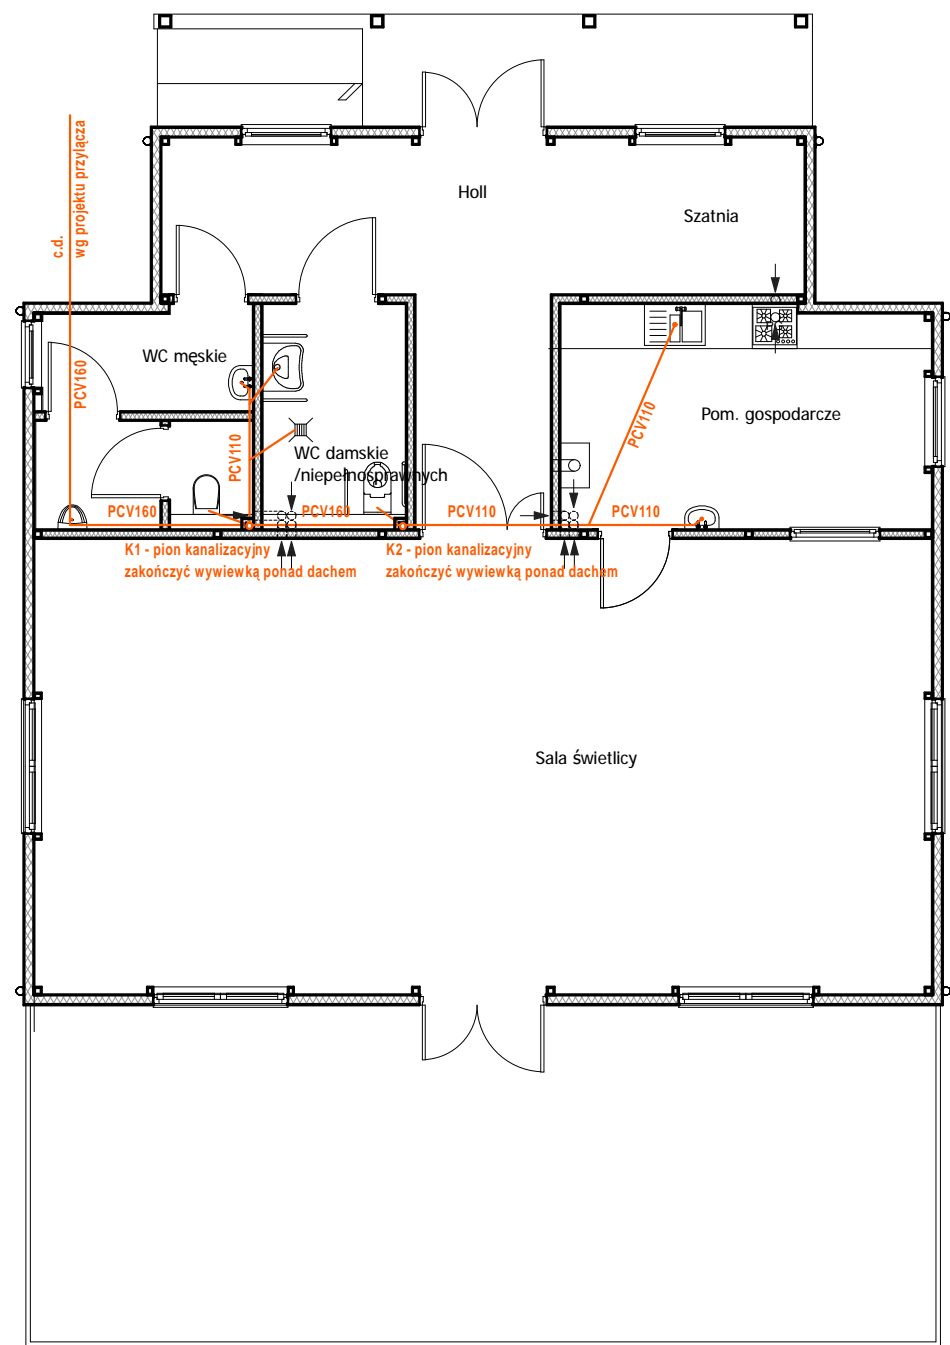 c.d.
wg projektu przyłącza
Holl
Szatnia
WC męskie
PCV160
PCV110
PCV110
Pom. gospodarcze
WC damskie
/niepełnosprawnych
PCV160
PCV160
PCV110
PCV110
K1 - pion kanalizacyjny
zakończyć wywiewką ponad dachem
K2 - pion kanalizacyjny
zakończyć wywiewką ponad dachem
Sala świetlicy